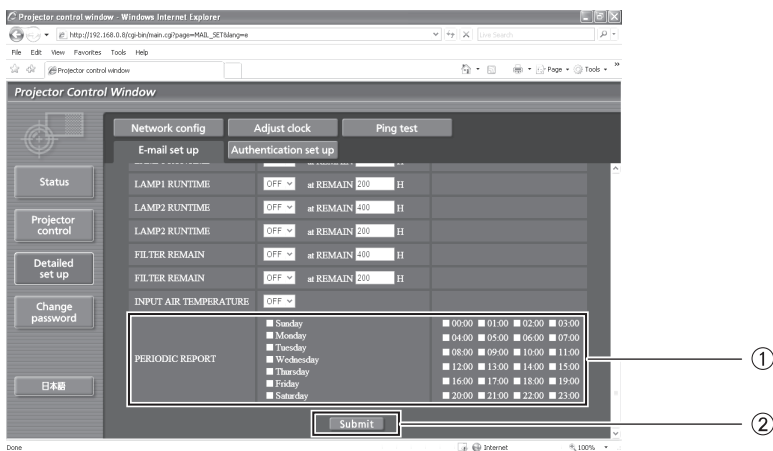 Projector control window - Windows Internet Explorer
http://192.168.0.8/cgi-bin/main.cgi?page=MAIL_SET&lang=e
Live Search
File Edit View Favorites Tools Help
Projector control window
Page Tools
Projector Control Window
Network config Adjust clock Ping test
E-mail set up Authentication set up
Status
Projector control
Detailed set up
Change password
日本語
LAMP1 RUNTIME OFF at REMAIN 200 H
LAMP2 RUNTIME OFF at REMAIN 400 H
LAMP2 RUNTIME OFF at REMAIN 200 H
FILTER REMAIN OFF at REMAIN 400 H
FILTER REMAIN OFF at REMAIN 200 H
INPUT AIR TEMPERATURE OFF
PERIODIC REPORT
Sunday
Monday
Tuesday
Wednesday
Thursday
Friday
Saturday
00:00 01:00 02:00 03:00
04:00 05:00 06:00 07:00
08:00 09:00 10:00 11:00
12:00 13:00 14:00 15:00
16:00 17:00 18:00 19:00
20:00 21:00 22:00 23:00
①
Submit
②
Done Internet 100%